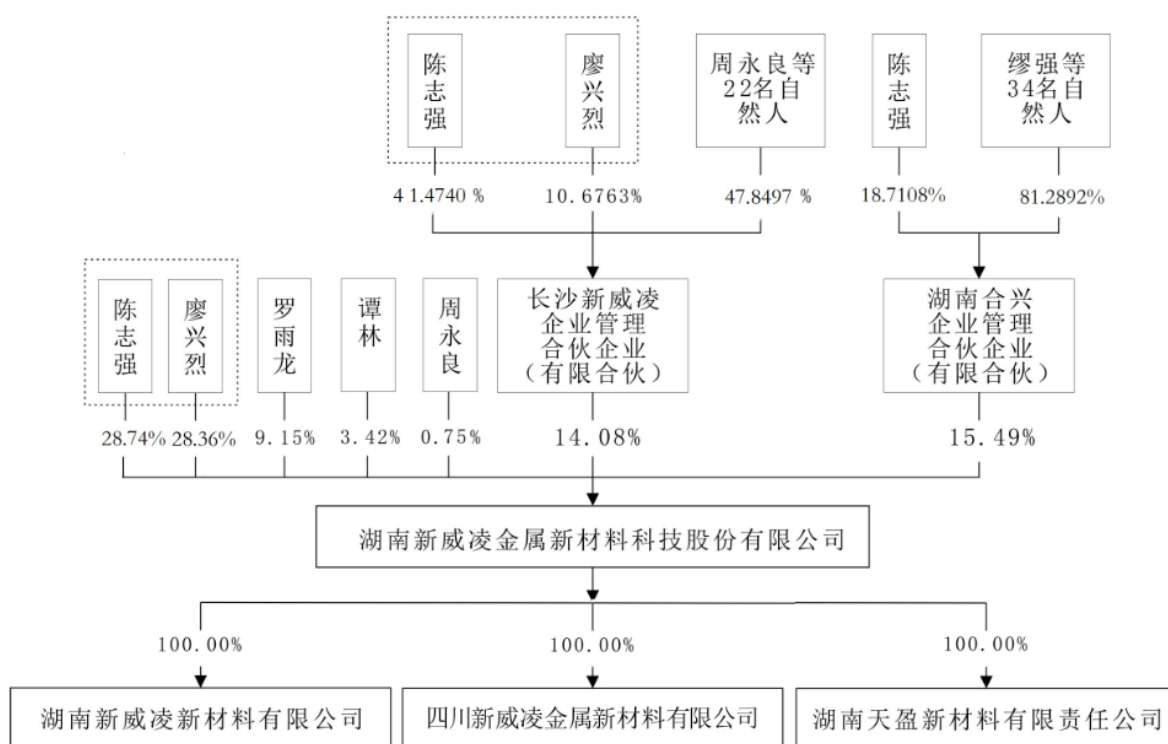 陈志强
廖兴烈
周永良等
22名自
然人
陈志强
缪强等
34名自
然人
41.4740 %
10.6763%
47.8497 %
18.7108%
81.2892%
陈志强
廖兴烈
罗雨龙
谭林
周永良
长沙新威凌
企业管理
合伙企业
（有限合伙）
湖南合兴
企业管理
合伙企业
（有限合伙）
28.74%
28.36%
9.15%
3.42%
0.75%
14.08%
15.49%
湖南新威凌金属新材料科技股份有限公司
100.00%
100.00%
100.00%
湖南新威凌新材料有限公司
四川新威凌金属新材料有限公司
湖南天盈新材料有限责任公司